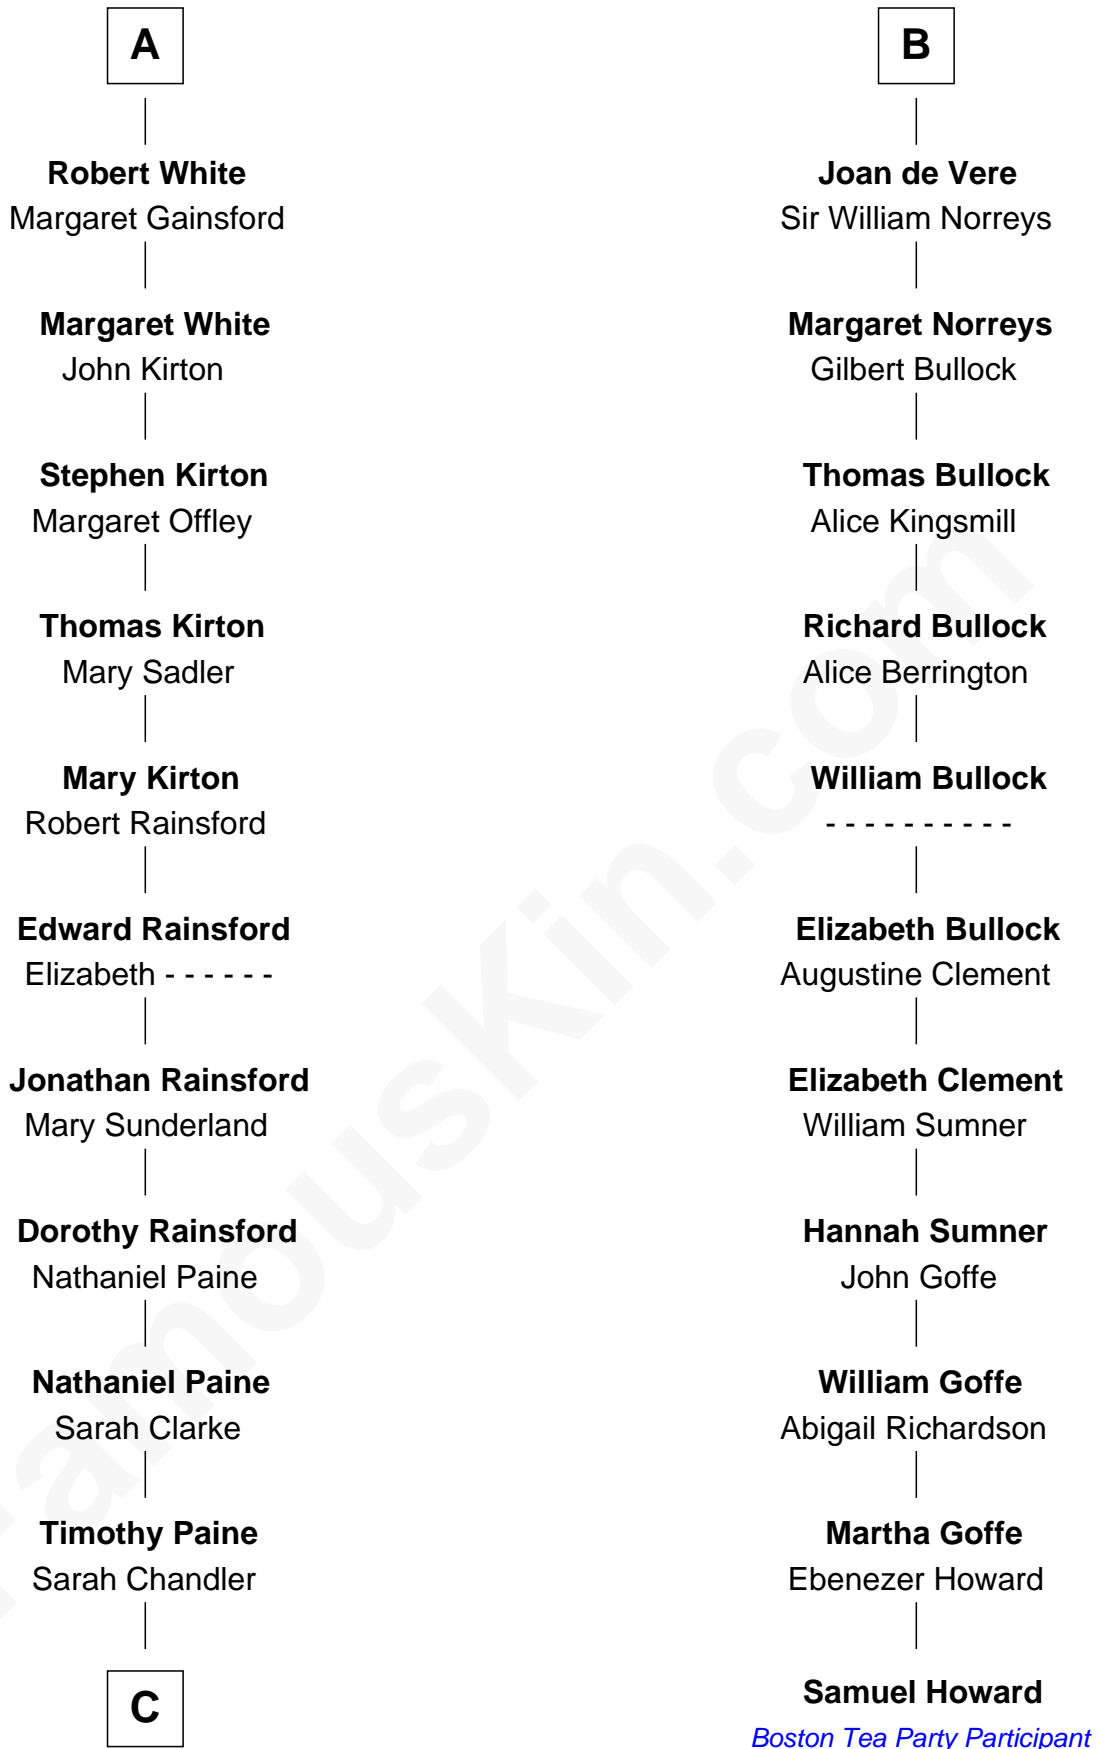 A
Robert White
Margaret Gainsford
Margaret White
John Kirton
Stephen Kirton
Margaret Offley
Thomas Kirton
Mary Sadler
Mary Kirton
Robert Rainsford
Edward Rainsford
Elizabeth - - - - - -
Jonathan Rainsford
Mary Sunderland
Dorothy Rainsford
Nathaniel Paine
Nathaniel Paine
Sarah Clarke
Timothy Paine
Sarah Chandler
C
B
Joan de Vere
Sir William Norreys
Margaret Norreys
Gilbert Bullock
Thomas Bullock
Alice Kingsmill
Richard Bullock
Alice Berrington
William Bullock
- - - - - - - - - -
Elizabeth Bullock
Augustine Clement
Elizabeth Clement
William Sumner
Hannah Sumner
John Goffe
William Goffe
Abigail Richardson
Martha Goffe
Ebenezer Howard
Samuel Howard
Boston Tea Party Participant
FamousKin.com